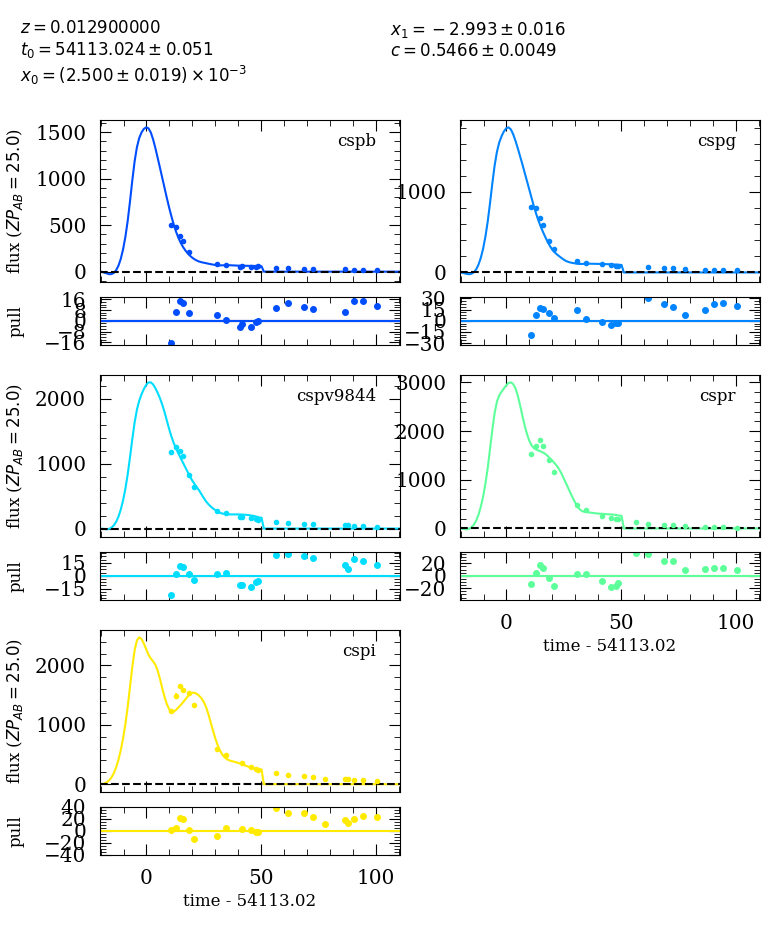 z = 0.012900000
t₀ = 54113.024 ± 0.051
x₀ = (2.500 ± 0.019) × 10⁻³
x₁ = −2.993 ± 0.016
c = 0.5466 ± 0.0049
cspb
1500
1000
500
0
flux (ZP_AB = 25.0)
16
8
0
−8
−16
pull
cspg
1000
0
30
15
0
−15
−30
cspv9844
2000
1000
0
flux (ZP_AB = 25.0)
15
0
−15
pull
cspr
3000
2000
1000
0
20
0
−20
0 50 100
time - 54113.02
cspi
2000
1000
0
flux (ZP_AB = 25.0)
40
20
0
−20
−40
pull
0 50 100
time - 54113.02